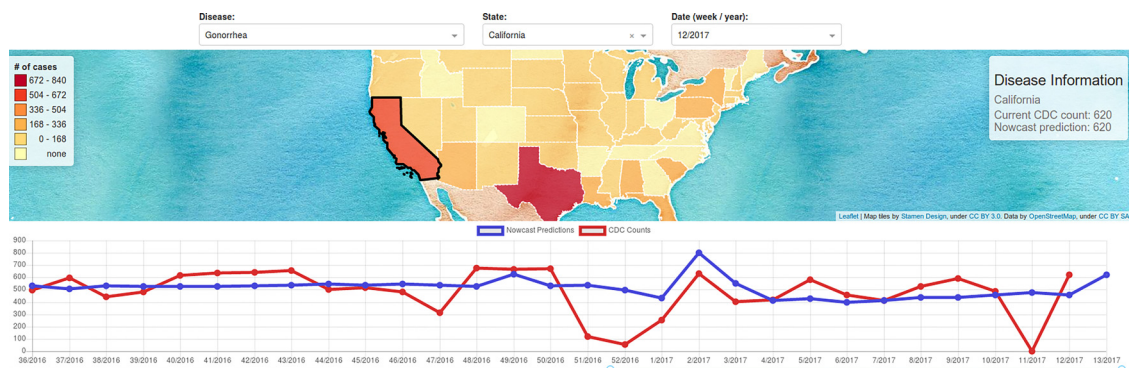 Disease: State: Date (week / year):
Gonorrhea California × 12/2017
# of cases
672 - 840
504 - 672
336 - 504
168 - 336
0 - 168
none
Disease Information
California
Current CDC count: 620
Nowcast prediction: 620
Leaflet | Map tiles by Stamen Design, under CC BY 3.0. Data by OpenStreetMap, under CC BY SA
Nowcast Predictions CDC Counts
900
800
700
600
500
400
300
200
100
0
36/2016 37/2016 38/2016 39/2016 40/2016 41/2016 42/2016 43/2016 44/2016 45/2016 46/2016 47/2016 48/2016 49/2016 50/2016 51/2016 52/2016 1/2017 2/2017 3/2017 4/2017 5/2017 6/2017 7/2017 8/2017 9/2017 10/2017 11/2017 12/2017 13/2017